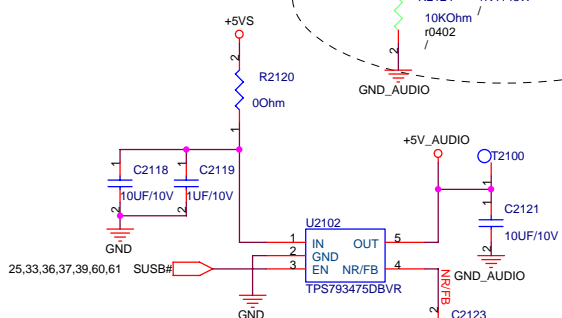 10KOhm
/
r0402
/
GND_AUDIO
+5VS
2
R2120
0Ohm
1
+5V_AUDIO
T2100
1
C2118
1
C2119
10UF/10V
1UF/10V
2
2
GND
1
1
C2121
10UF/10V
2
GND_AUDIO
U2102
1
IN
OUT
5
2
GND
3
EN
NR/FB
4
TPS793475DBVR
25,33,36,37,39,60,61
SUSB#
GND
NR/FB
2
C2123